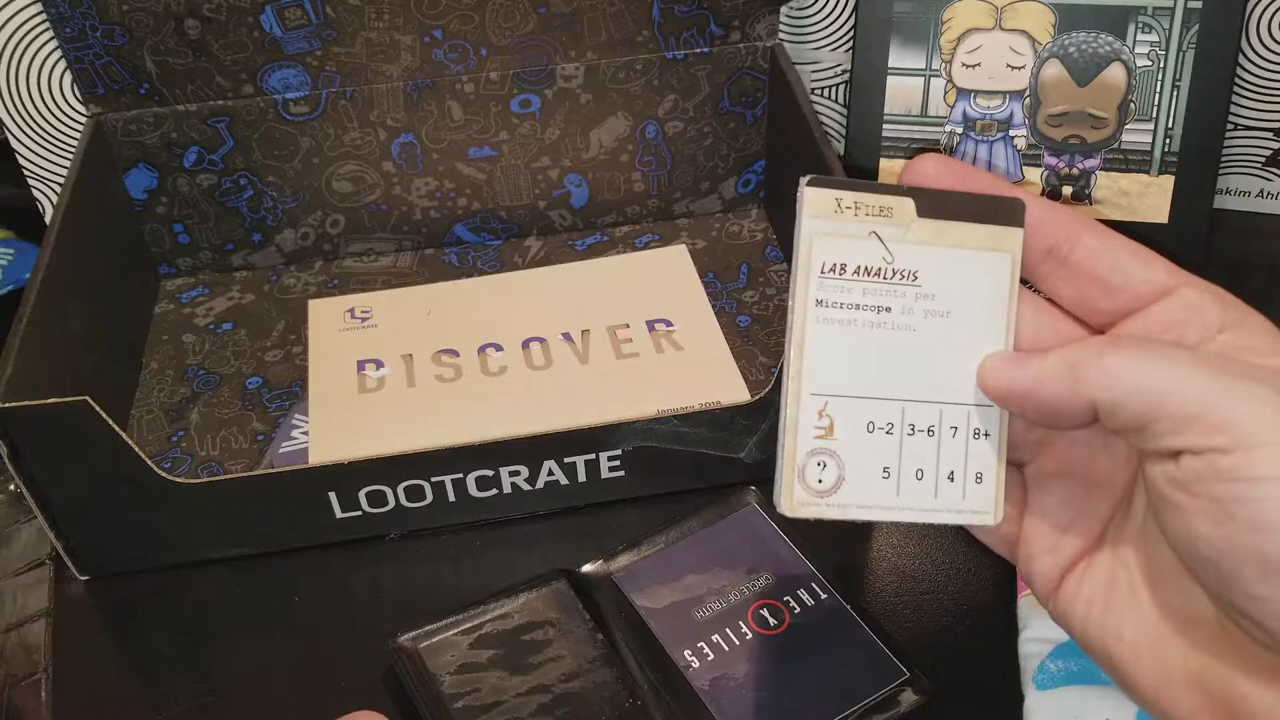 LOOTCRATE
DISCOVER
January 2018
LOOTCRATE™
X-FILES
LAB ANALYSIS
Score points per
Microscope in your
investigation.
0-2 3-6 7 8+
? 5 0 4 8
THE X FILES
CIRCLE OF TRUTH
akim Åhl